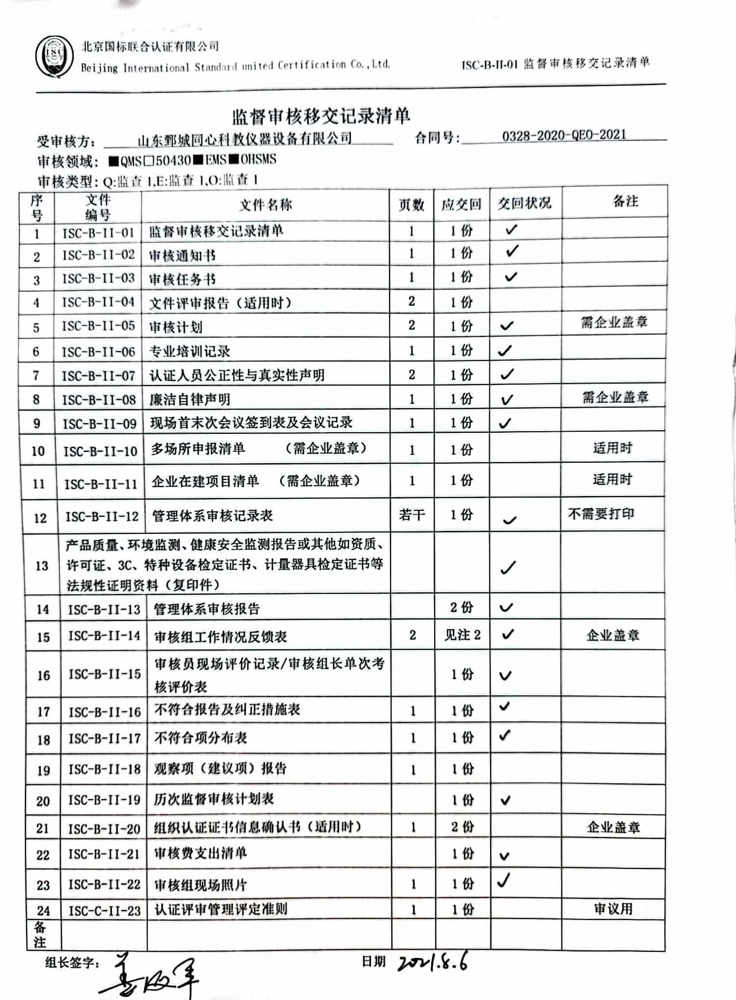 ISC
北京国标联合认证有限公司
Beijing International Standard united Certification Co.,Ltd.
ISC-B-II-01 监督审核移交记录清单
监督审核移交记录清单
受审核方: 山东鄄城同心科教仪器设备有限公司 合同号: 0328-2020-QEO-2021
审核领域: ■QMS□50430■EMS■OHSMS
审核类型: Q:监查 1,E:监查 1,O:监查 1
序号 文件编号 文件名称 页数 应交回 交回状况 备注
1 ISC-B-II-01 监督审核移交记录清单 1 1份 ✓
2 ISC-B-II-02 审核通知书 1 1份 ✓
3 ISC-B-II-03 审核任务书 1 1份 ✓
4 ISC-B-II-04 文件评审报告（适用时） 2 1份
5 ISC-B-II-05 审核计划 2 1份 ✓ 需企业盖章
6 ISC-B-II-06 专业培训记录 1 1份 ✓
7 ISC-B-II-07 认证人员公正性与真实性声明 2 1份 ✓
8 ISC-B-II-08 廉洁自律声明 1 1份 ✓ 需企业盖章
9 ISC-B-II-09 现场首末次会议签到表及会议记录 1 1份 ✓
10 ISC-B-II-10 多场所申报清单 （需企业盖章） 1 1份 适用时
11 ISC-B-II-11 企业在建项目清单 （需企业盖章） 1 1份 适用时
12 ISC-B-II-12 管理体系审核记录表 若干 1份 ✓ 不需要打印
13 产品质量、环境监测、健康安全监测报告或其他如资质、
许可证、3C、特种设备检定证书、计量器具检定证书等 ✓
法规性证明资料（复印件）
14 ISC-B-II-13 管理体系审核报告 2份 ✓
15 ISC-B-II-14 审核组工作情况反馈表 2 见注2 ✓ 企业盖章
16 ISC-B-II-15 审核员现场评价记录/审核组长单次考
核评价表 1份 ✓
17 ISC-B-II-16 不符合报告及纠正措施表 1 1份 ✓
18 ISC-B-II-17 不符合项分布表 1 1份 ✓
19 ISC-B-II-18 观察项（建议项）报告 1 1份
20 ISC-B-II-19 历次监督审核计划表 1份 ✓
21 ISC-B-II-20 组织认证证书信息确认书（适用时） 1 2份 企业盖章
22 ISC-B-II-21 审核费支出清单 1份 ✓
23 ISC-B-II-22 审核组现场照片 1 1份 ✓
24 ISC-C-II-23 认证评审管理评定准则 1 1份 审议用
备注
组长签字: 日期 2021.8.6